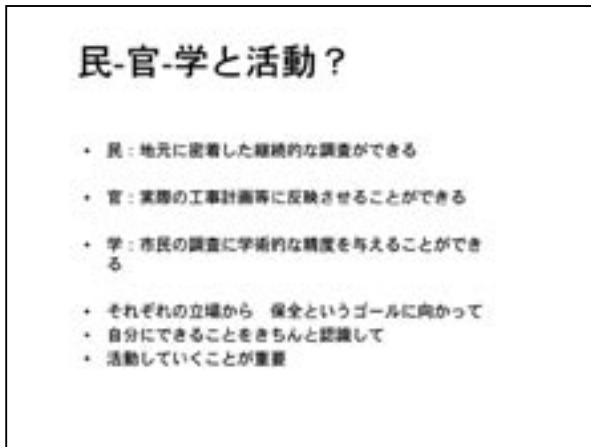 民-官-学と活動？
・ 民：地元に密着した継続的な調査ができる
・ 官：実際の工事計画等に反映させることができる
・ 学：市民の調査に学術的な精度を与えることができ
る
・ それぞれの立場から　保全というゴールに向かって
・ 自分にできることをきちんと認識して
・ 活動していくことが重要